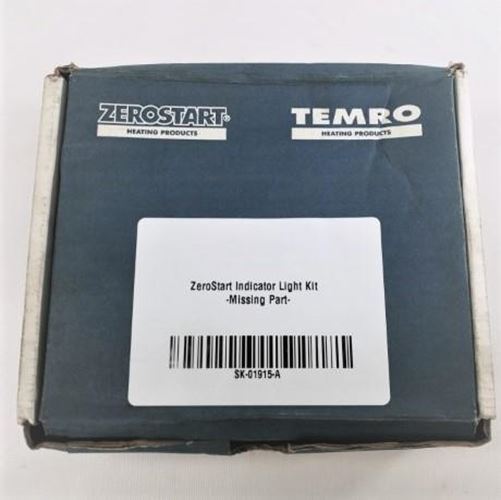 ZEROSTART®
HEATING PRODUCTS
TEMRO
HEATING PRODUCTS
ZeroStart Indicator Light Kit
-Missing Part-
SK-01915-A